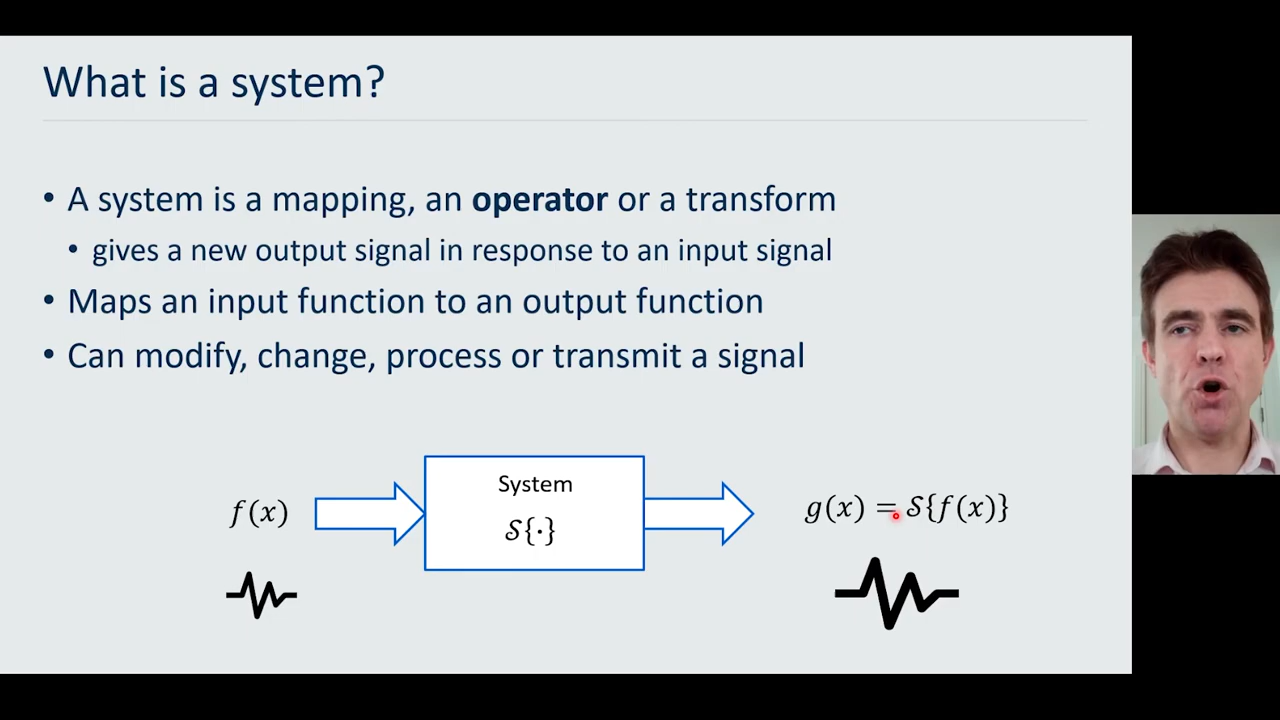 What is a system?
• A system is a mapping, an operator or a transform
• gives a new output signal in response to an input signal
• Maps an input function to an output function
• Can modify, change, process or transmit a signal
System
f(x)
𝒮{·}
g(x) = 𝒮{f(x)}